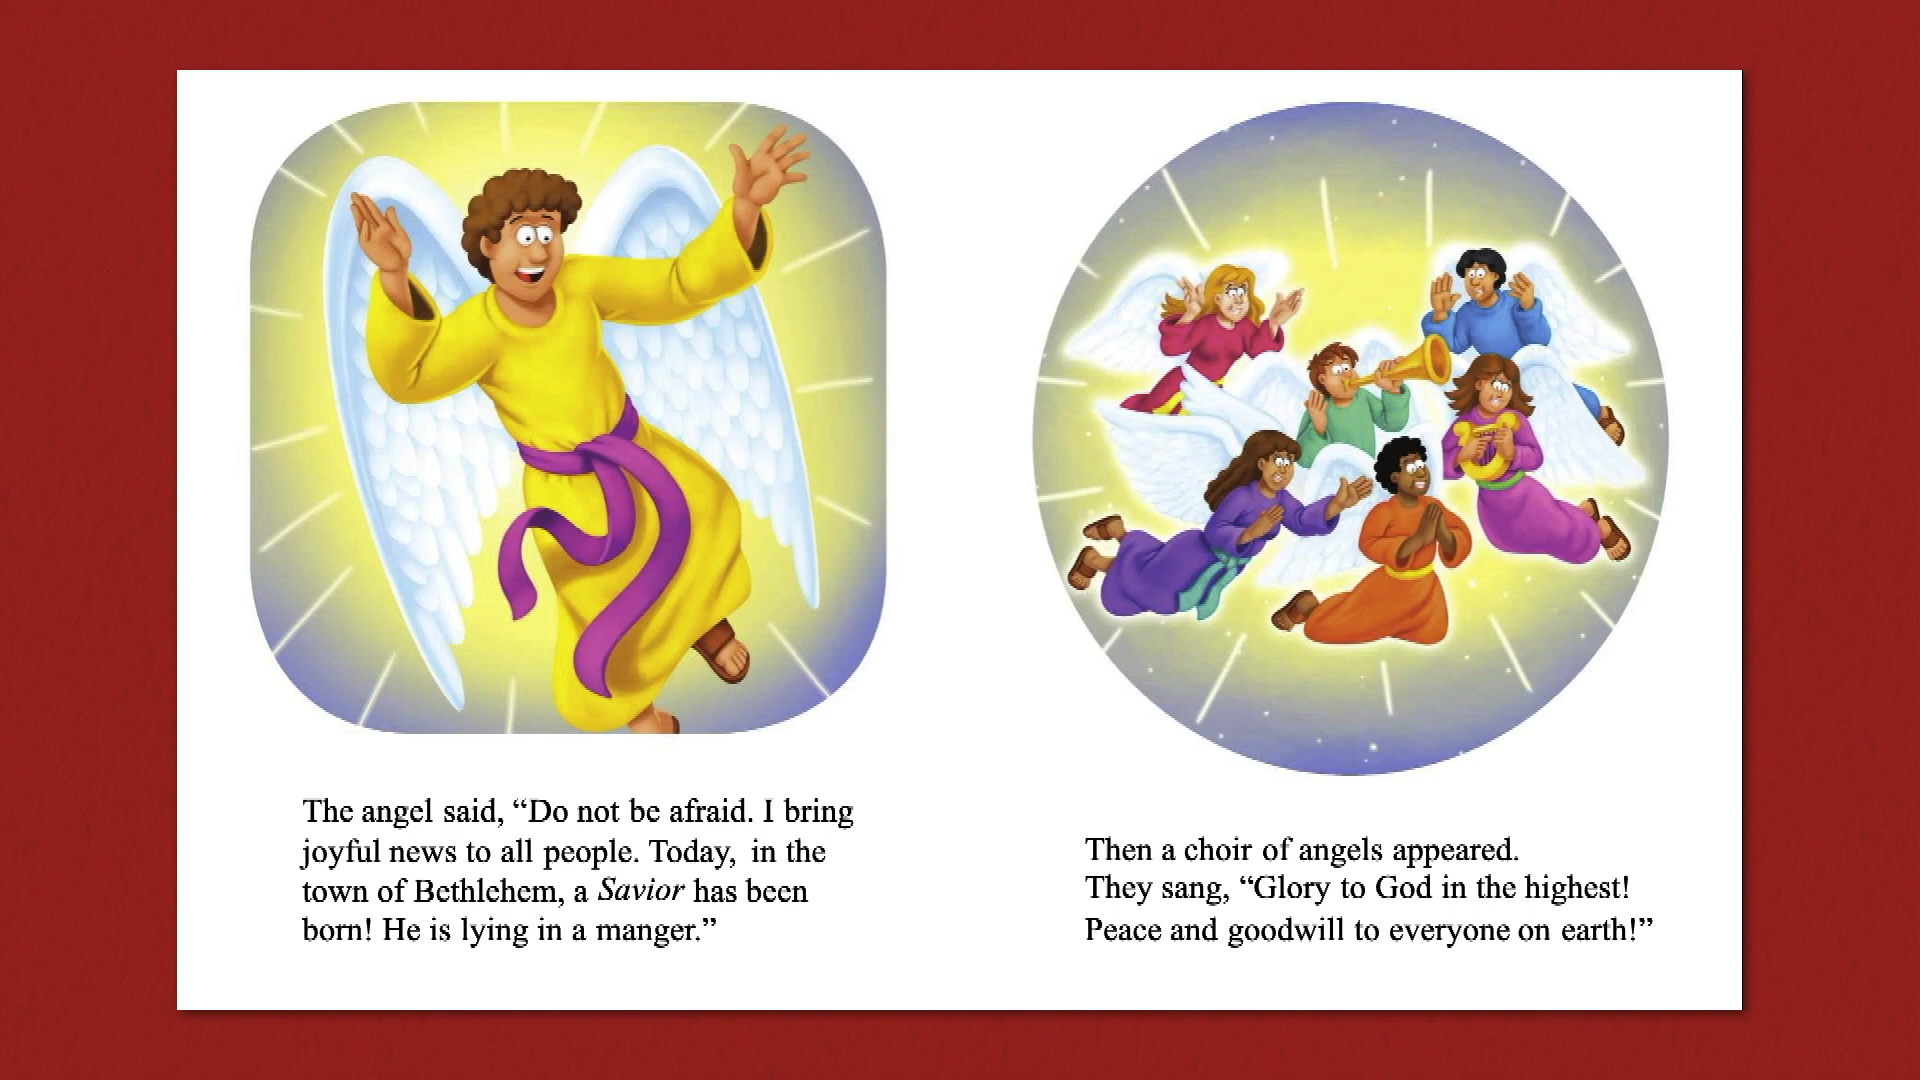 The angel said, “Do not be afraid. I bring
joyful news to all people. Today, in the
town of Bethlehem, a Savior has been
born! He is lying in a manger.”
Then a choir of angels appeared.
They sang, “Glory to God in the highest!
Peace and goodwill to everyone on earth!”